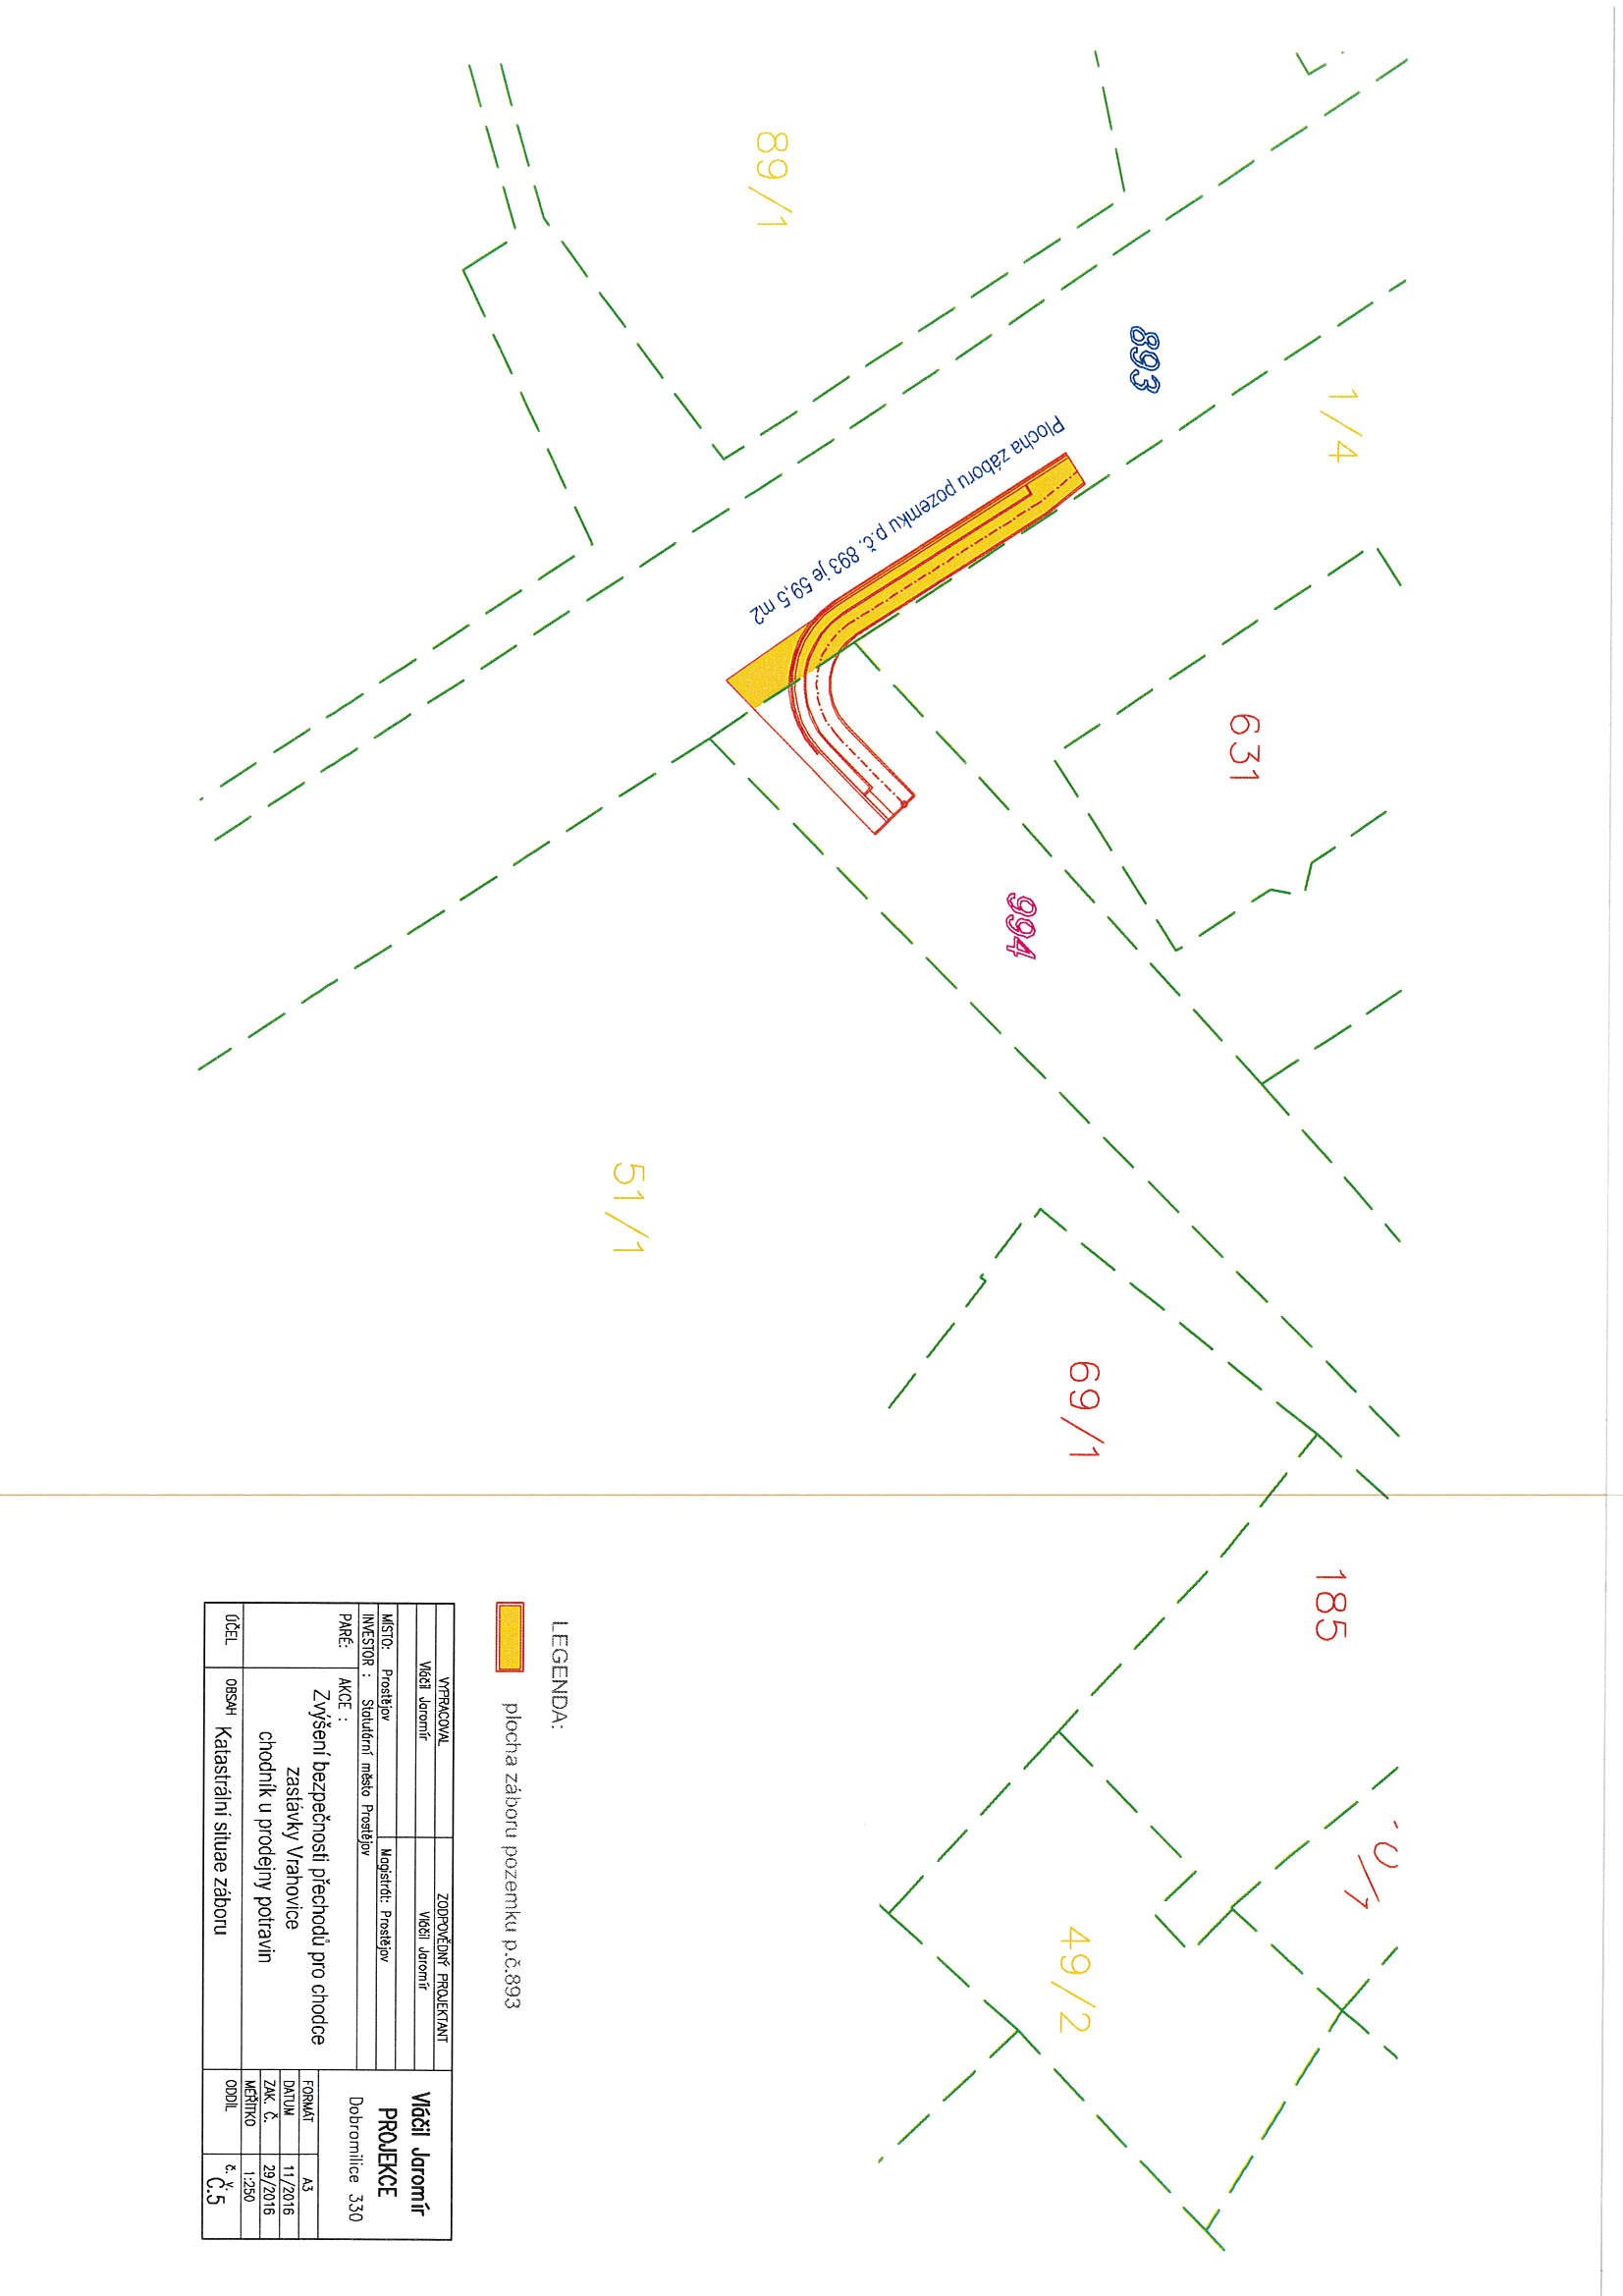 89/1
893
1/4
Plocha záboru pozemku p.č. 893 je 59,5 m2
631
994
51/1
69/1
185
0/1
49/2
LEGENDA:
plocha záboru pozemku p.č.893
VYPRACOVAL
ZODPOVĚDNÝ PROJEKTANT
Vláčil Jaromír
Vláčil Jaromír
Vláčil Jaromír
PROJEKCE
Dobromilice 330
MÍSTO: Prostějov
Magistrát: Prostějov
INVESTOR : Statutární město Prostějov
PARÉ:
AKCE :
Zvýšení bezpečnosti přechodů pro chodce
zastávky Vrahovice
chodník u prodejny potravin
FORMÁT A3
DATUM 11/2016
ZAK. Č. 29/2016
MĚŘÍTKO 1:250
ÚČEL
OBSAH Katastrální situae záboru
ODDÍL
č. v.
C.5